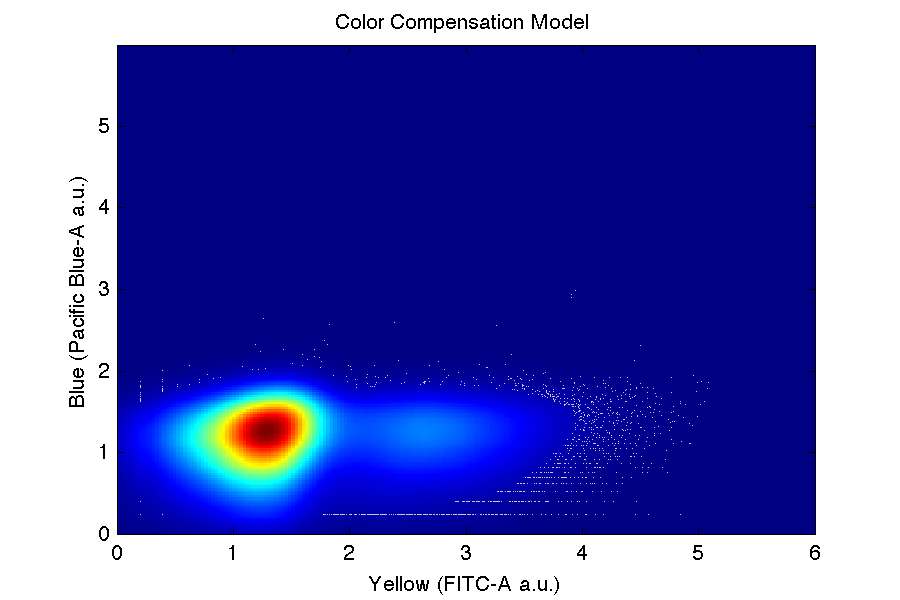 Color Compensation Model
5
4
3
2
1
0
Blue (Pacific Blue-A a.u.)
0 1 2 3 4 5 6
Yellow (FITC-A a.u.)